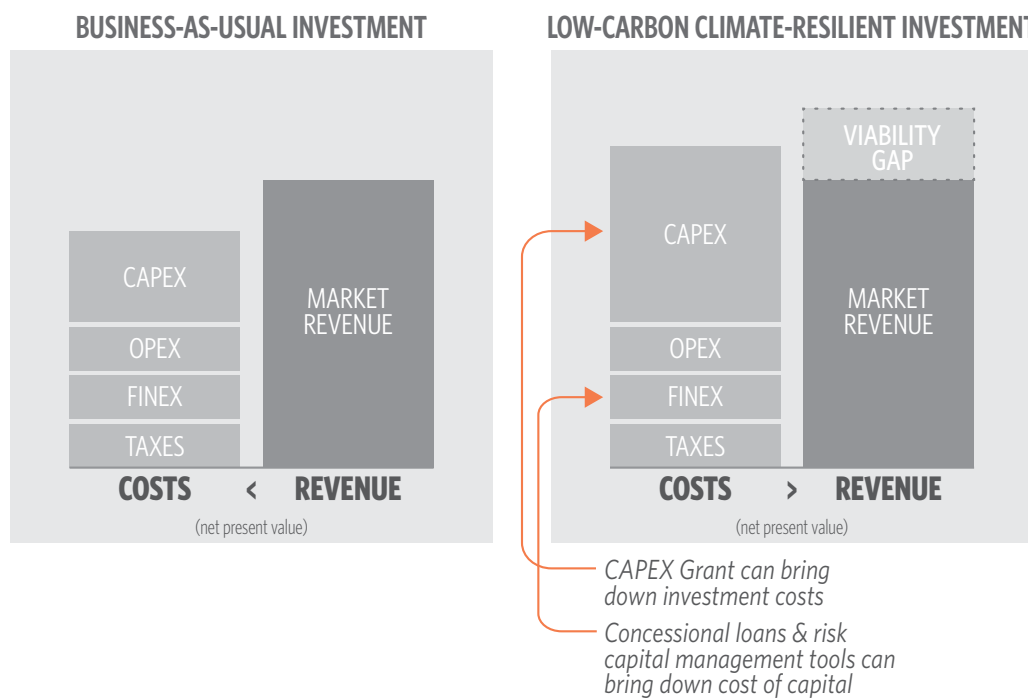 BUSINESS-AS-USUAL INVESTMENT
CAPEX
OPEX
FINEX
TAXES
MARKET
REVENUE
COSTS < REVENUE
(net present value)
LOW-CARBON CLIMATE-RESILIENT INVESTMENT
CAPEX
OPEX
FINEX
TAXES
VIABILITY
GAP
MARKET
REVENUE
COSTS > REVENUE
(net present value)
CAPEX Grant can bring
down investment costs
Concessional loans & risk
capital management tools can
bring down cost of capital